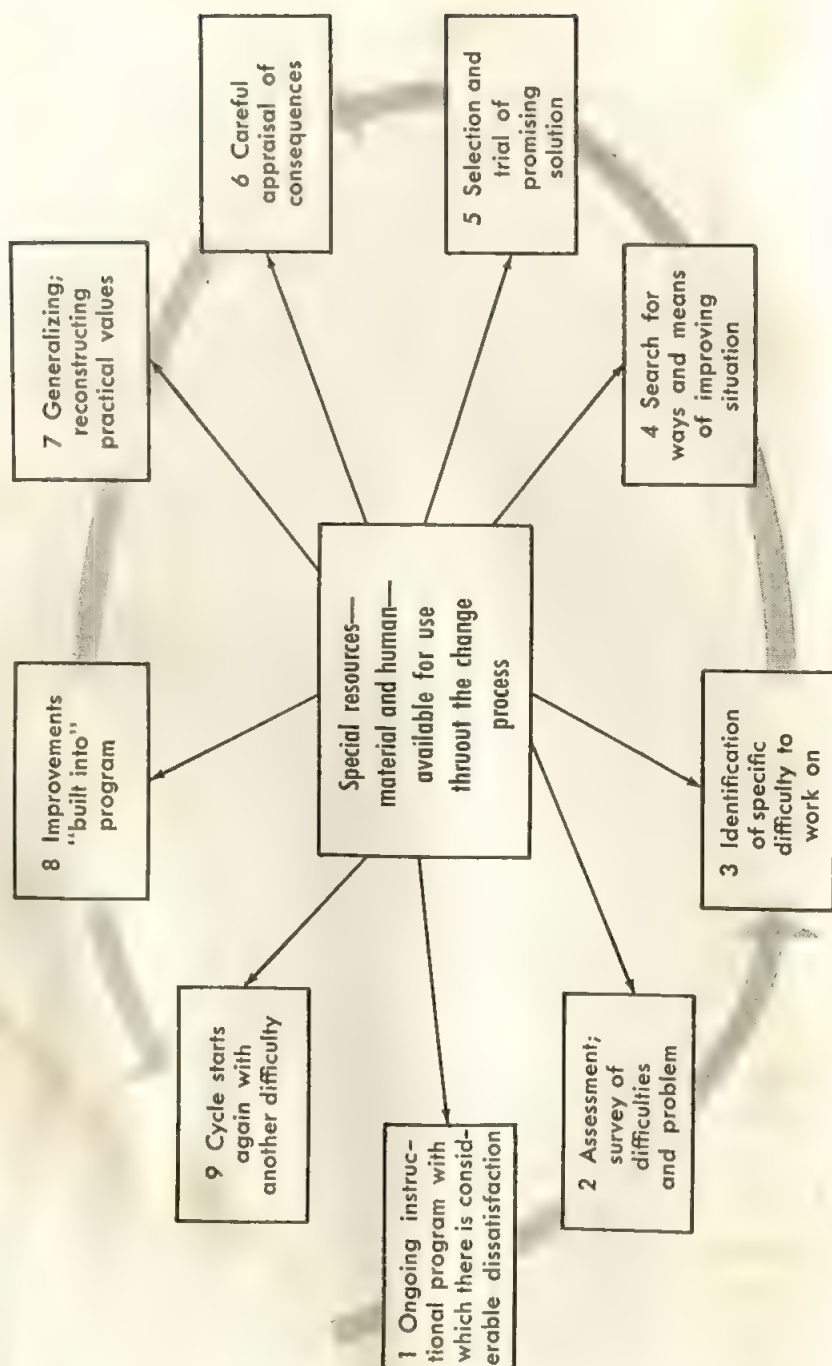 1 Ongoing instruc-
tional program with
which there is consid-
erable dissatisfaction
2 Assessment;
survey of
difficulties
and problem
3 Identification
of specific
difficulty to
work on
4 Search for
ways and means
of improving
situation
5 Selection and
trial of
promising
solution
6 Careful
appraisal of
consequences
7 Generalizing;
reconstructing
practical values
8 Improvements
"built into"
program
9 Cycle starts
again with
another difficulty
Special resources—
material and human—
available for use
thruout the change
process